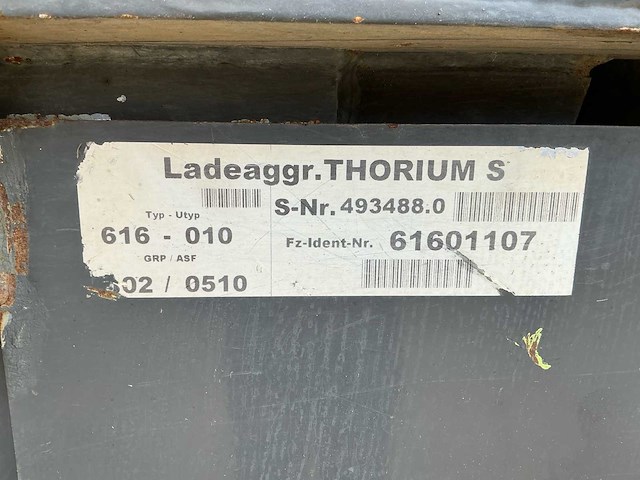 Ladeaggr.THORIUM S
Typ - Utyp
S-Nr. 493488.0
616 - 010
Fz-Ident-Nr. 61601107
GRP / ASF
02 / 0510